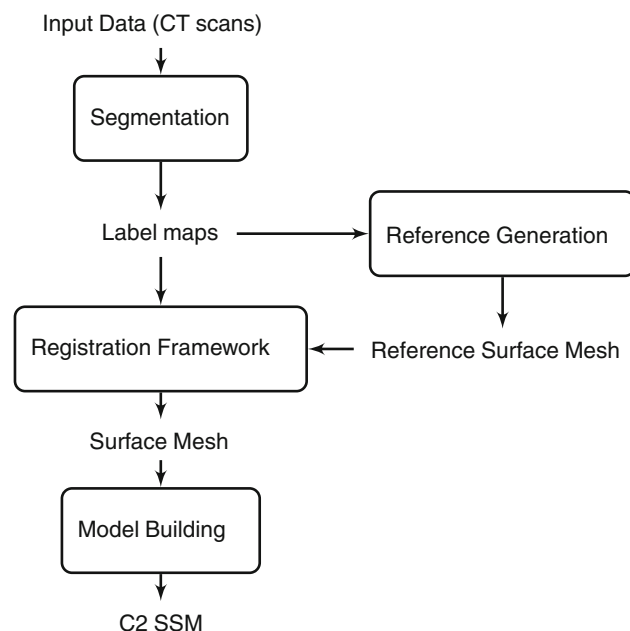 Input Data (CT scans)
Segmentation
Label maps
Reference Generation
Registration Framework
Reference Surface Mesh
Surface Mesh
Model Building
C2 SSM